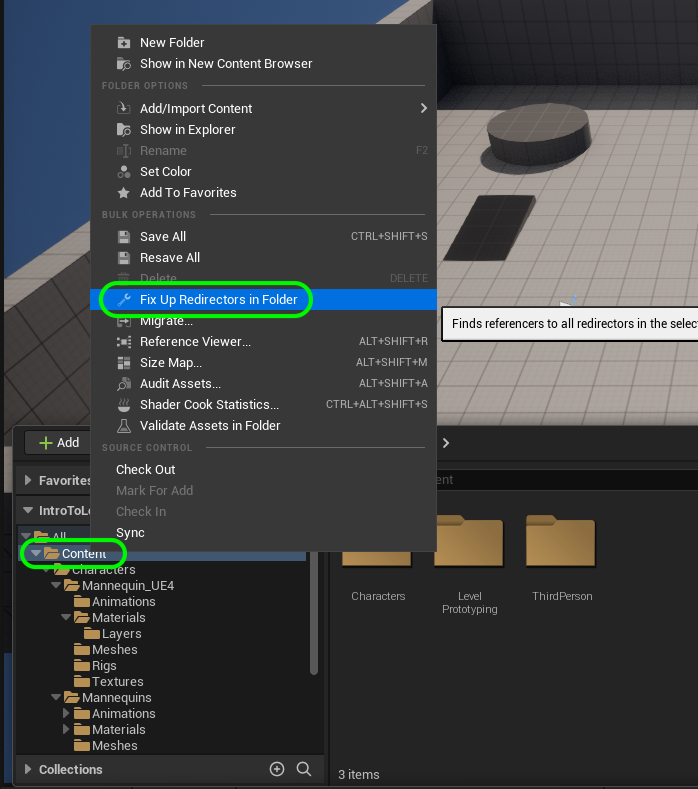 New Folder
Show in New Content Browser
FOLDER OPTIONS
Add/Import Content
Show in Explorer
Rename F2
Set Color
Add To Favorites
BULK OPERATIONS
Save All CTRL+SHIFT+S
Resave All
Delete DELETE
Fix Up Redirectors in Folder
Finds referencers to all redirectors in the selec
Migrate...
Reference Viewer... ALT+SHIFT+R
Size Map... ALT+SHIFT+M
Audit Assets... ALT+SHIFT+A
Shader Cook Statistics... CTRL+ALT+SHIFT+S
Validate Assets in Folder
SOURCE CONTROL
Check Out
Mark For Add
Check In
Sync
Add
Favorites
IntroToLe
All
Content
Characters
Mannequin_UE4
Animations
Materials
Layers
Meshes
Rigs
Textures
Mannequins
Animations
Materials
Meshes
Collections
ent
Characters
Level
Prototyping
ThirdPerson
3 items